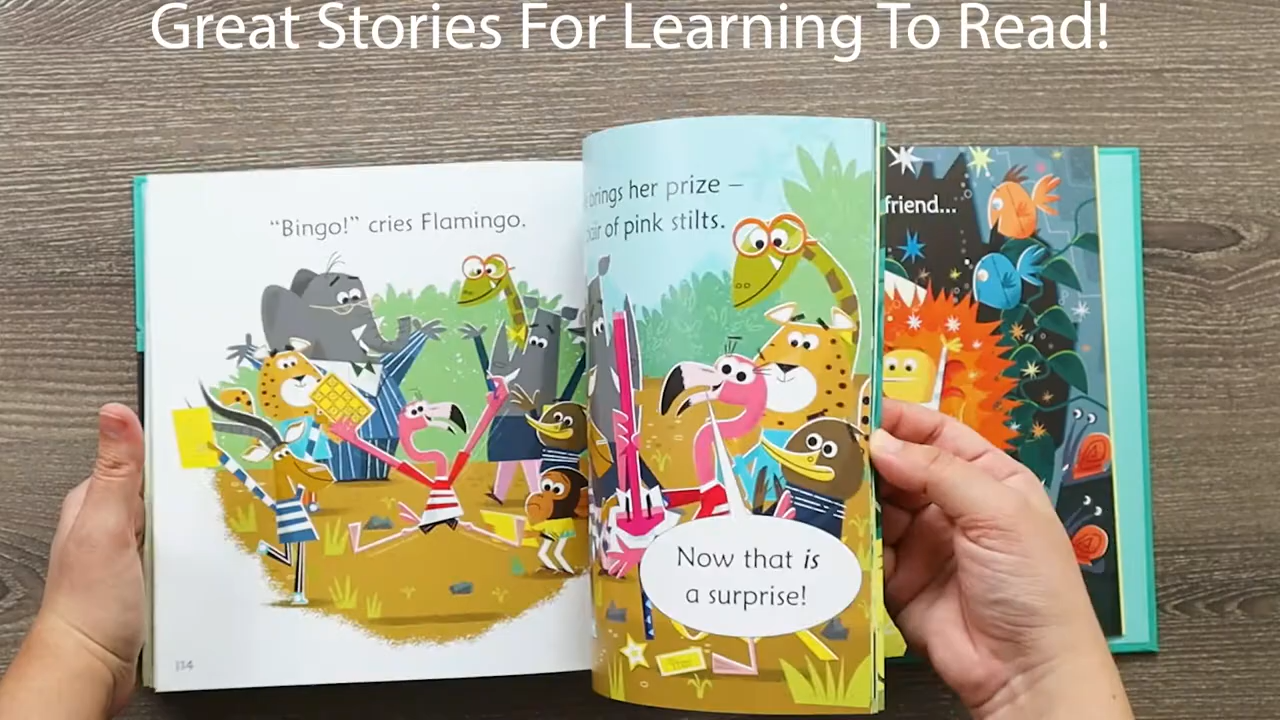 Great Stories For Learning To Read!
“Bingo!” cries Flamingo.
brings her prize –
of pink stilts.
friend...
Now that is
a surprise!
114